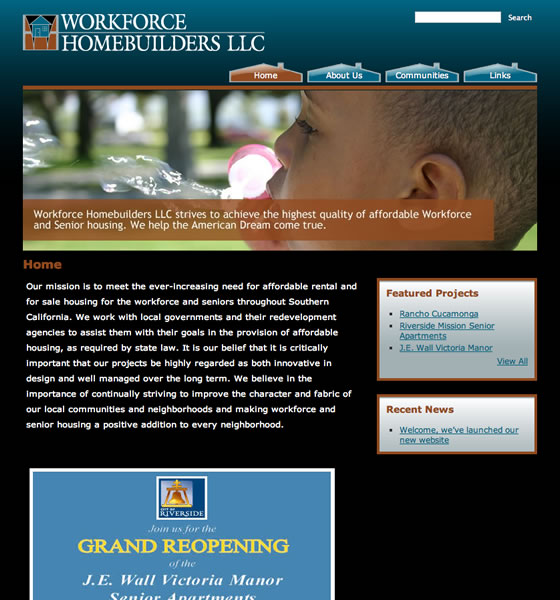 WORKFORCE
HOMEBUILDERS LLC
Search
Home
About Us
Communities
Links
Workforce Homebuilders LLC strives to achieve the highest quality of affordable Workforce
and Senior housing. We help the American Dream come true.
Home
Our mission is to meet the ever-increasing need for affordable rental and
for sale housing for the workforce and seniors throughout Southern
California. We work with local governments and their redevelopment
agencies to assist them with their goals in the provision of affordable
housing, as required by state law. It is our belief that it is critically
important that our projects be highly regarded as both innovative in
design and well managed over the long term. We believe in the
importance of continually striving to improve the character and fabric of
our local communities and neighborhoods and making workforce and
senior housing a positive addition to every neighborhood.
Featured Projects
Rancho Cucamonga
Riverside Mission Senior
Apartments
J.E. Wall Victoria Manor
View All
Recent News
Welcome, we've launched our
new website
CITY OF
RIVERSIDE
Join us for the
GRAND REOPENING
of the
J.E. Wall Victoria Manor
Senior Apartments